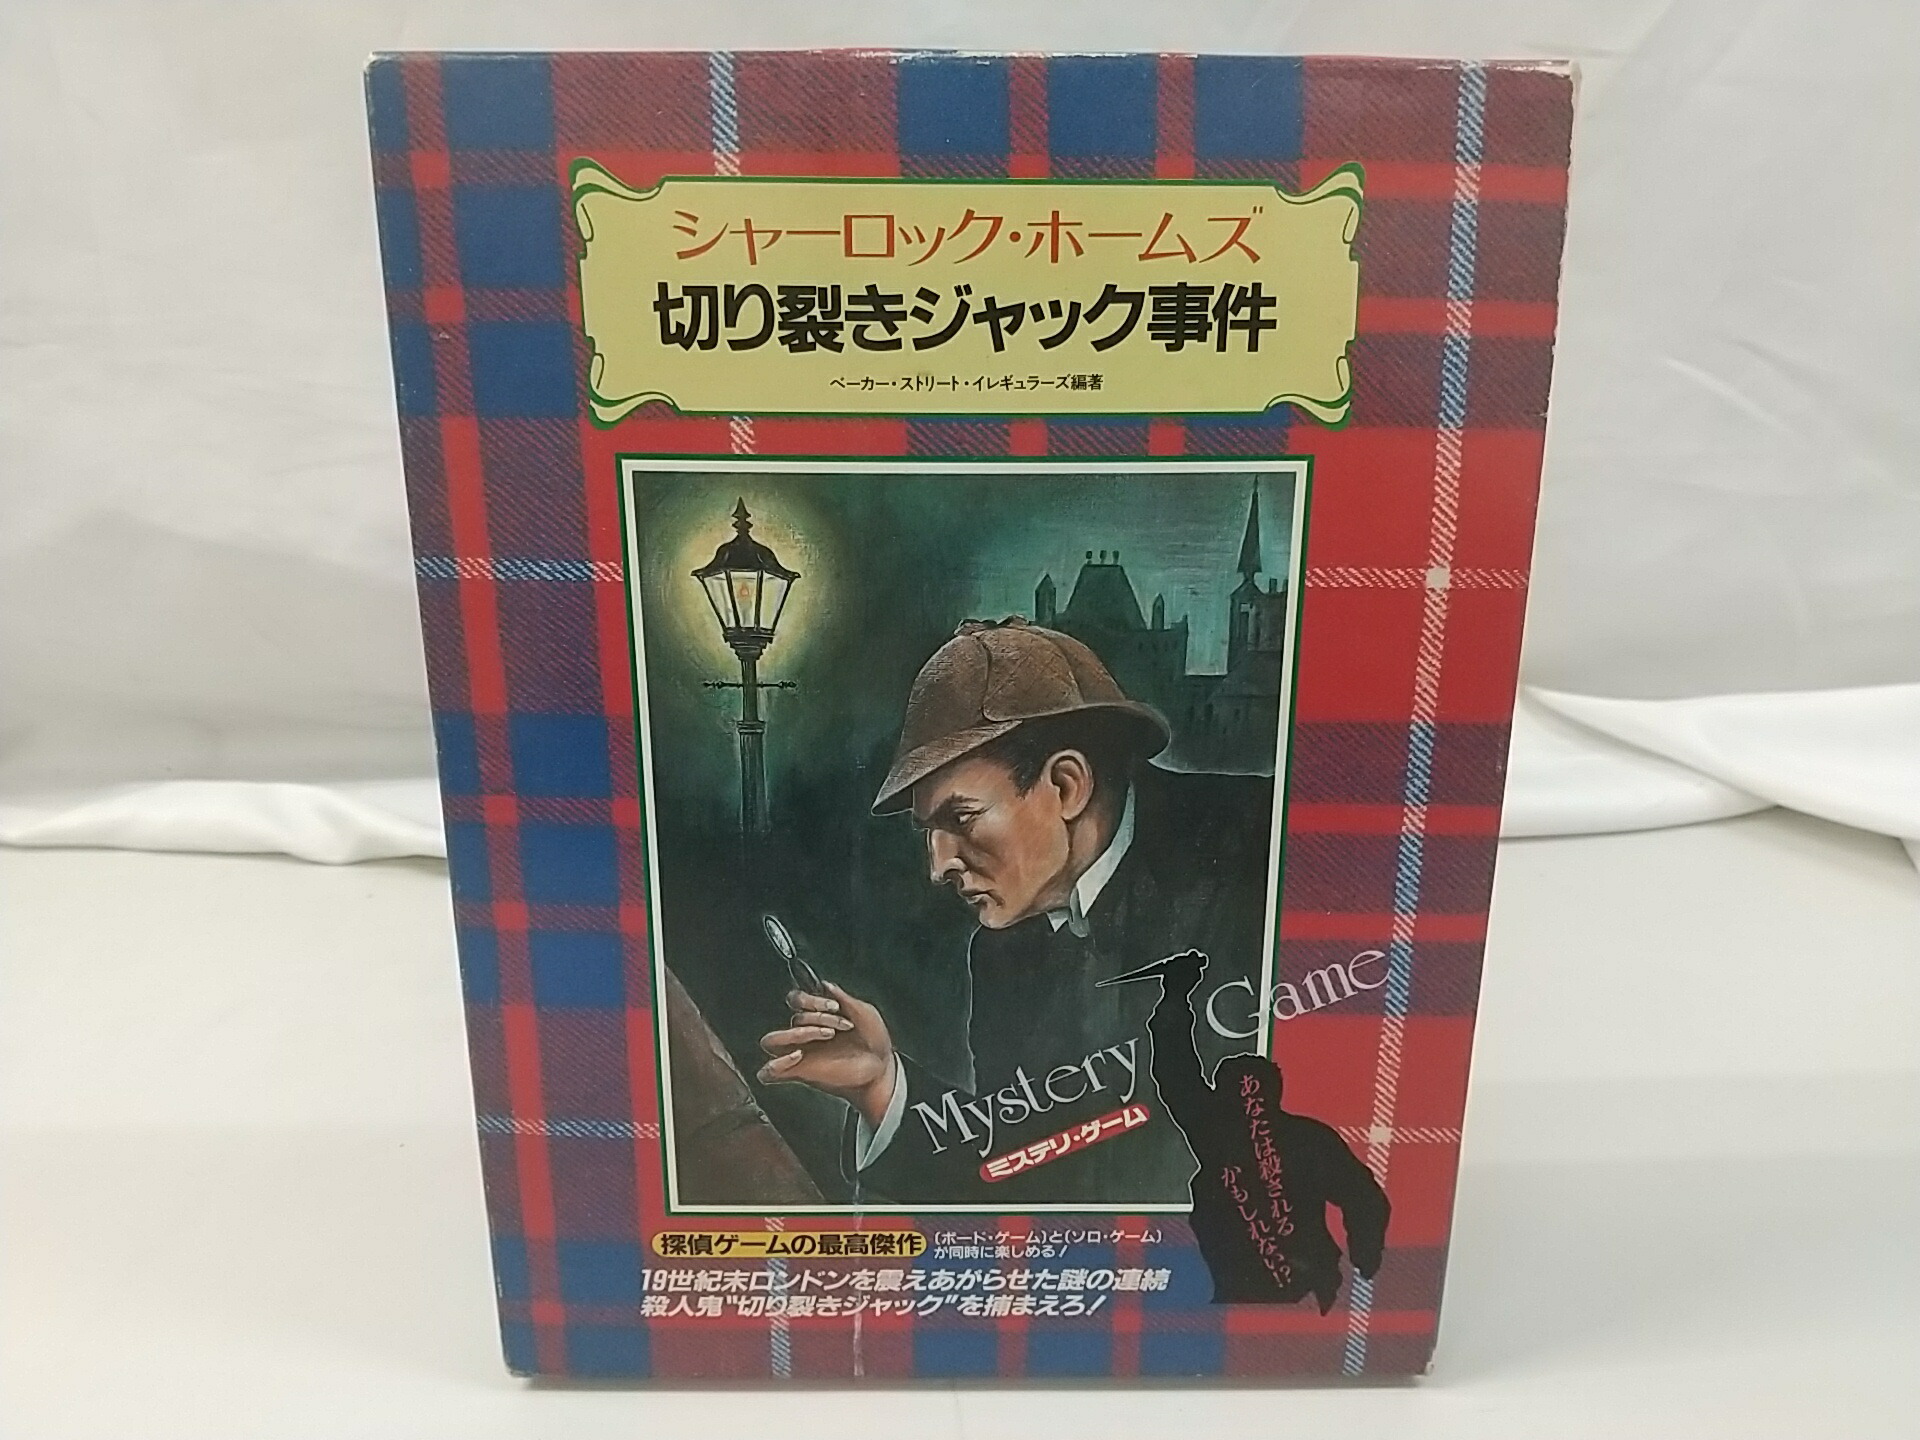 シャーロック・ホームズ
切り裂きジャック事件
ベーカー・ストリート・イレギュラーズ編著
Mystery Game
ミステリ・ゲーム
あなたは殺される
かもしれない!?
探偵ゲームの最高傑作
〔ボード・ゲーム〕と〔ソロ・ゲーム〕
が同時に楽しめる!
19世紀末ロンドンを震えあがらせた謎の連続
殺人鬼"切り裂きジャック"を捕まえろ!